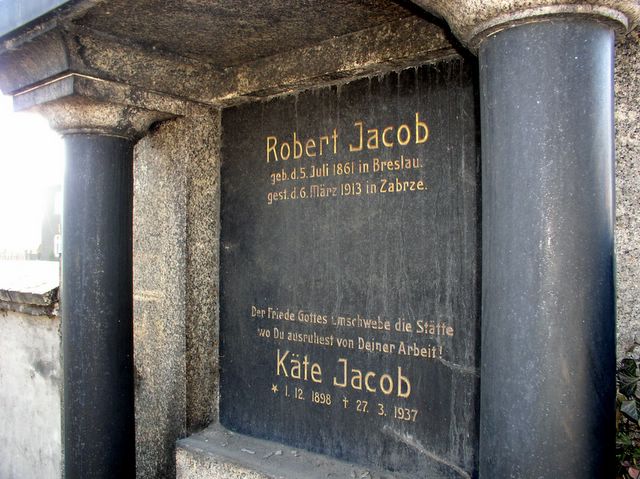 Robert Jacob
geb. d. 5. Juli 1861 in Breslau.
gest. d. 6. März 1913 in Zabrze.
Der Friede Gottes umschwebe die Stätte
wo Du ausruhest von Deiner Arbeit!
Käte Jacob
* 1. 12. 1898 † 27. 3. 1937